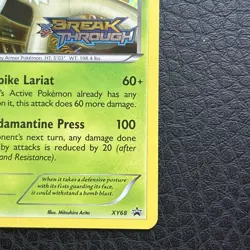 BREAK
THROUGH
y Armor Pokémon. HT: 5'03" WT: 198.4 lbs.
pike Lariat 60+
's Active Pokémon already has any
on it, this attack does 60 more damage.
damantine Press 100
onent's next turn, any damage done
by attacks is reduced by 20 (after
and Resistance).
When it takes a defensive posture
with its fists guarding its face,
it could withstand a bomb blast.
Illus. Mitsuhiro Arita XY68